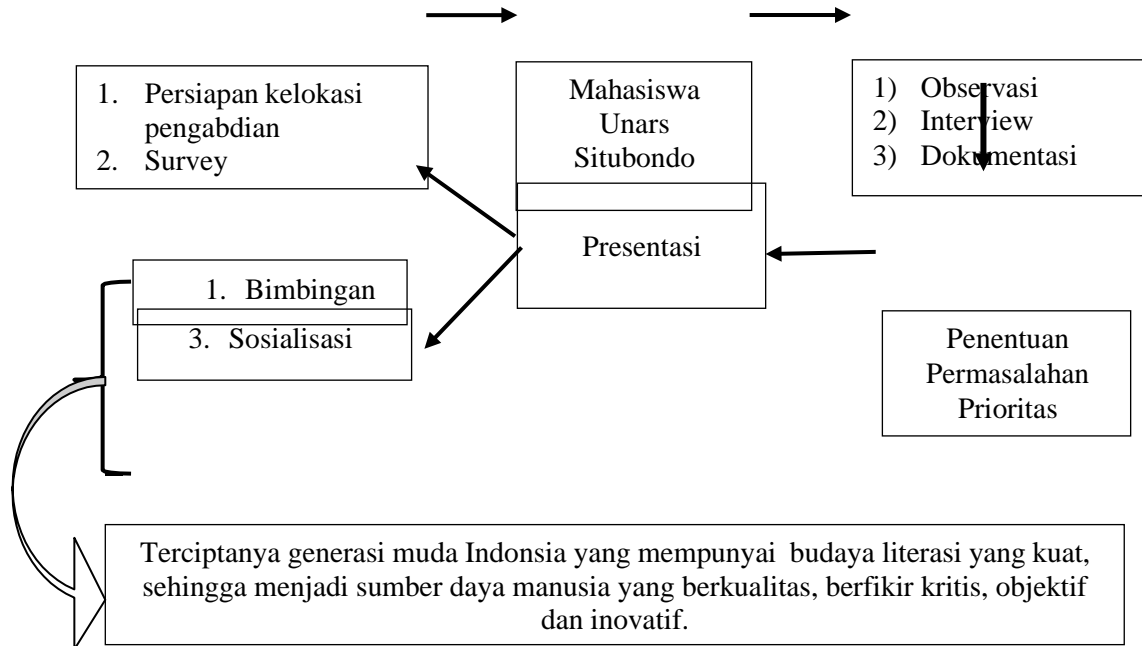 1. Persiapan kelokasi
pengabdian
2. Survey
Mahasiswa
Unars
Situbondo
1) Observasi
2) Interview
3) Dokumentasi
Presentasi
1. Bimbingan
3. Sosialisasi
Penentuan
Permasalahan
Prioritas
Terciptanya generasi muda Indonsia yang mempunyai budaya literasi yang kuat,
sehingga menjadi sumber daya manusia yang berkualitas, berfikir kritis, objektif
dan inovatif.